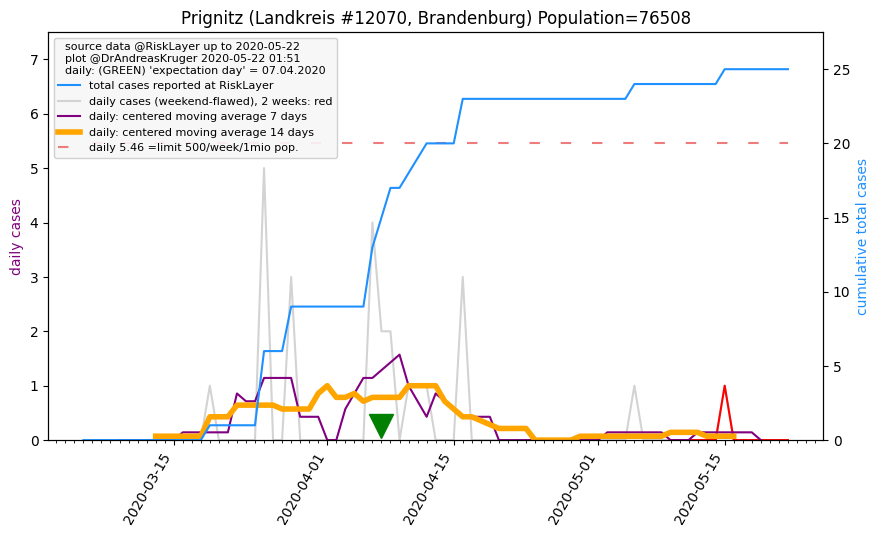 Prignitz (Landkreis #12070, Brandenburg) Population=76508
source data @RiskLayer up to 2020-05-22
plot @DrAndreasKruger 2020-05-22 01:51
daily: (GREEN) 'expectation day' = 07.04.2020
total cases reported at RiskLayer
daily cases (weekend-flawed), 2 weeks: red
daily: centered moving average 7 days
daily: centered moving average 14 days
daily 5.46 =limit 500/week/1mio pop.
daily cases
7
6
5
4
3
2
1
0
25
20
15
10
5
0
cumulative total cases
2020-03-15
2020-04-01
2020-04-15
2020-05-01
2020-05-15